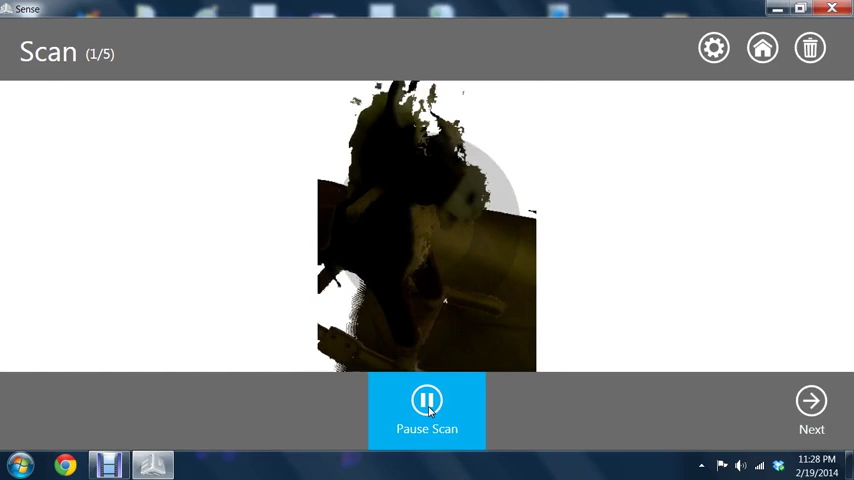 Sense
Scan (1/5)
Pause Scan
Next
11:28 PM
2/19/2014